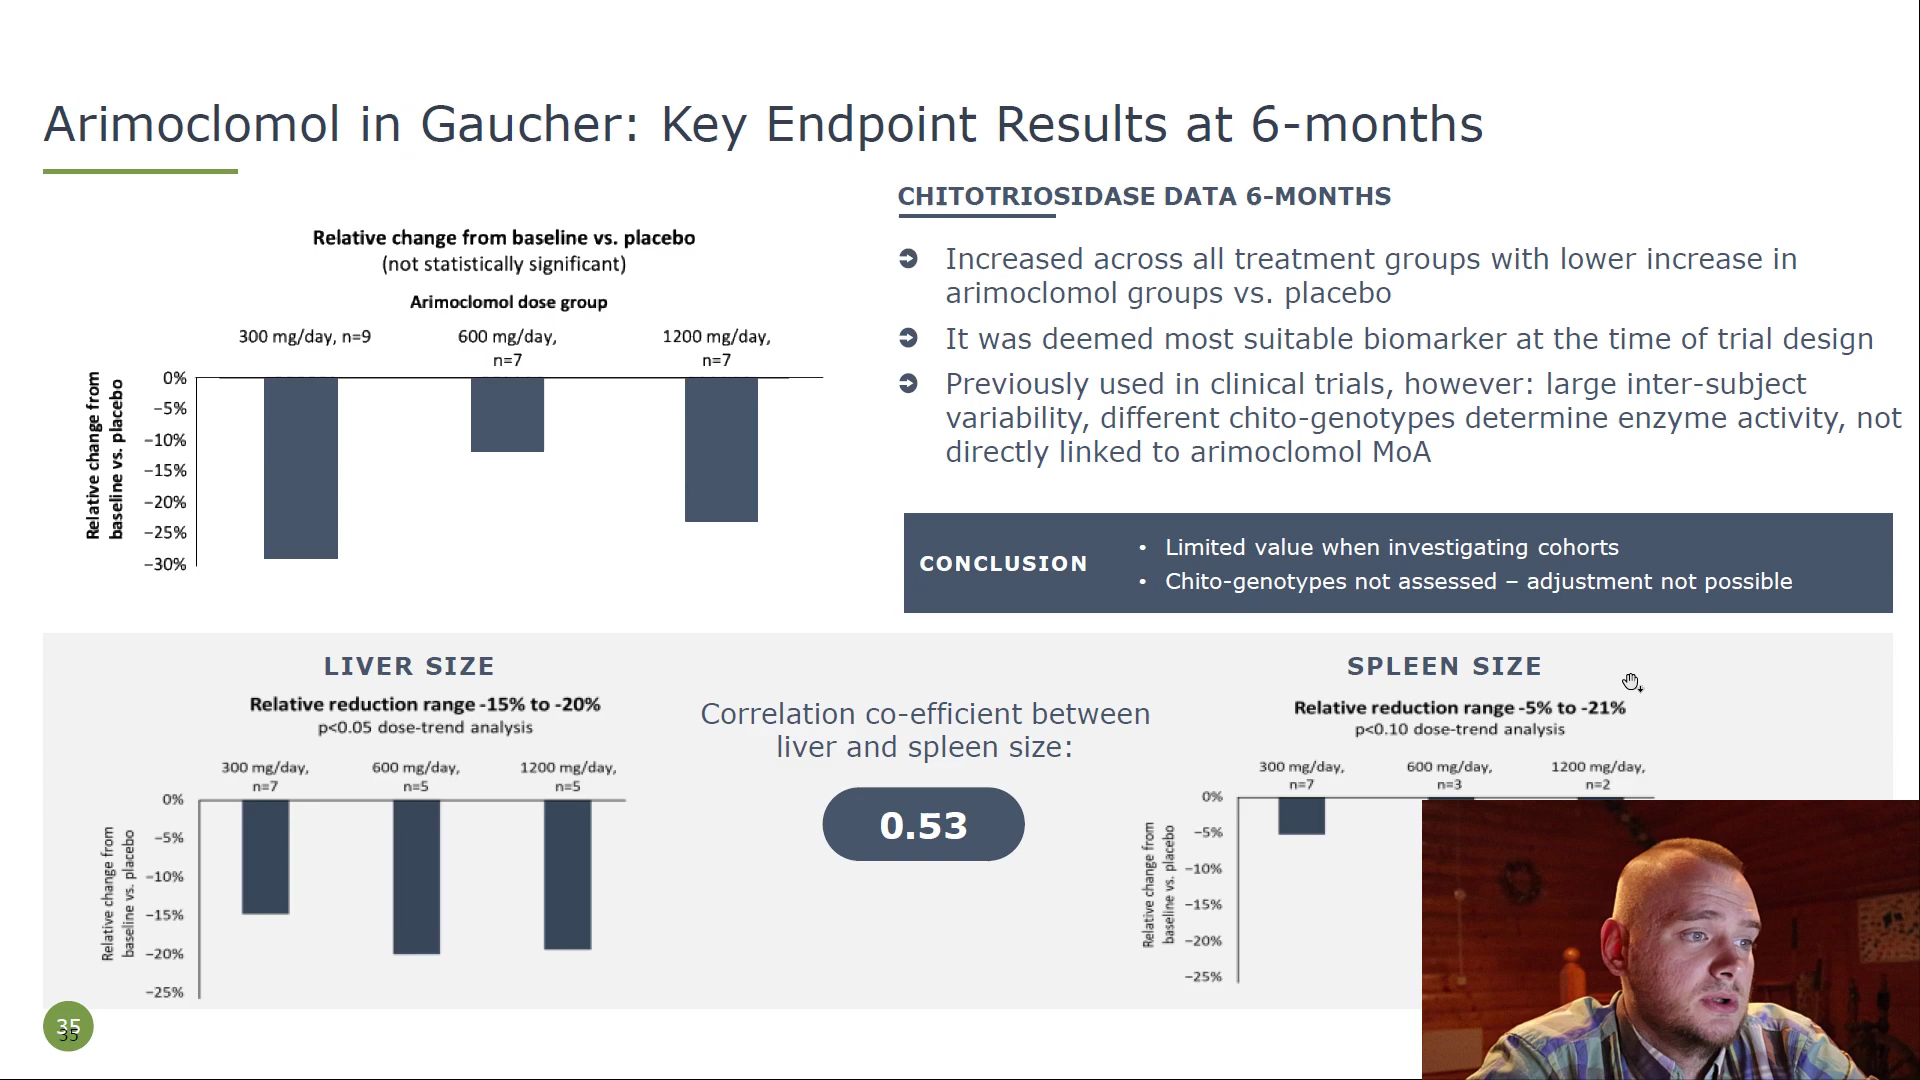 Arimoclomol in Gaucher: Key Endpoint Results at 6-months
Relative change from baseline vs. placebo
(not statistically significant)
Arimoclomol dose group
300 mg/day, n=9
600 mg/day,
n=7
1200 mg/day,
n=7
Relative change from
baseline vs. placebo
0%
−5%
−10%
−15%
−20%
−25%
−30%
CHITOTRIOSIDASE DATA 6-MONTHS
Increased across all treatment groups with lower increase in
arimoclomol groups vs. placebo
It was deemed most suitable biomarker at the time of trial design
Previously used in clinical trials, however: large inter-subject
variability, different chito-genotypes determine enzyme activity, not
directly linked to arimoclomol MoA
CONCLUSION
• Limited value when investigating cohorts
• Chito-genotypes not assessed – adjustment not possible
LIVER SIZE
Relative reduction range -15% to -20%
p<0.05 dose-trend analysis
300 mg/day,
n=7
600 mg/day,
n=5
1200 mg/day,
n=5
Relative change from
baseline vs. placebo
0%
−5%
−10%
−15%
−20%
−25%
Correlation co-efficient between
liver and spleen size:
0.53
SPLEEN SIZE
Relative reduction range -5% to -21%
p<0.10 dose-trend analysis
300 mg/day,
n=7
600 mg/day,
n=3
1200 mg/day,
n=2
Relative change from
baseline vs. placebo
0%
−5%
−10%
−15%
−20%
−25%
35
35